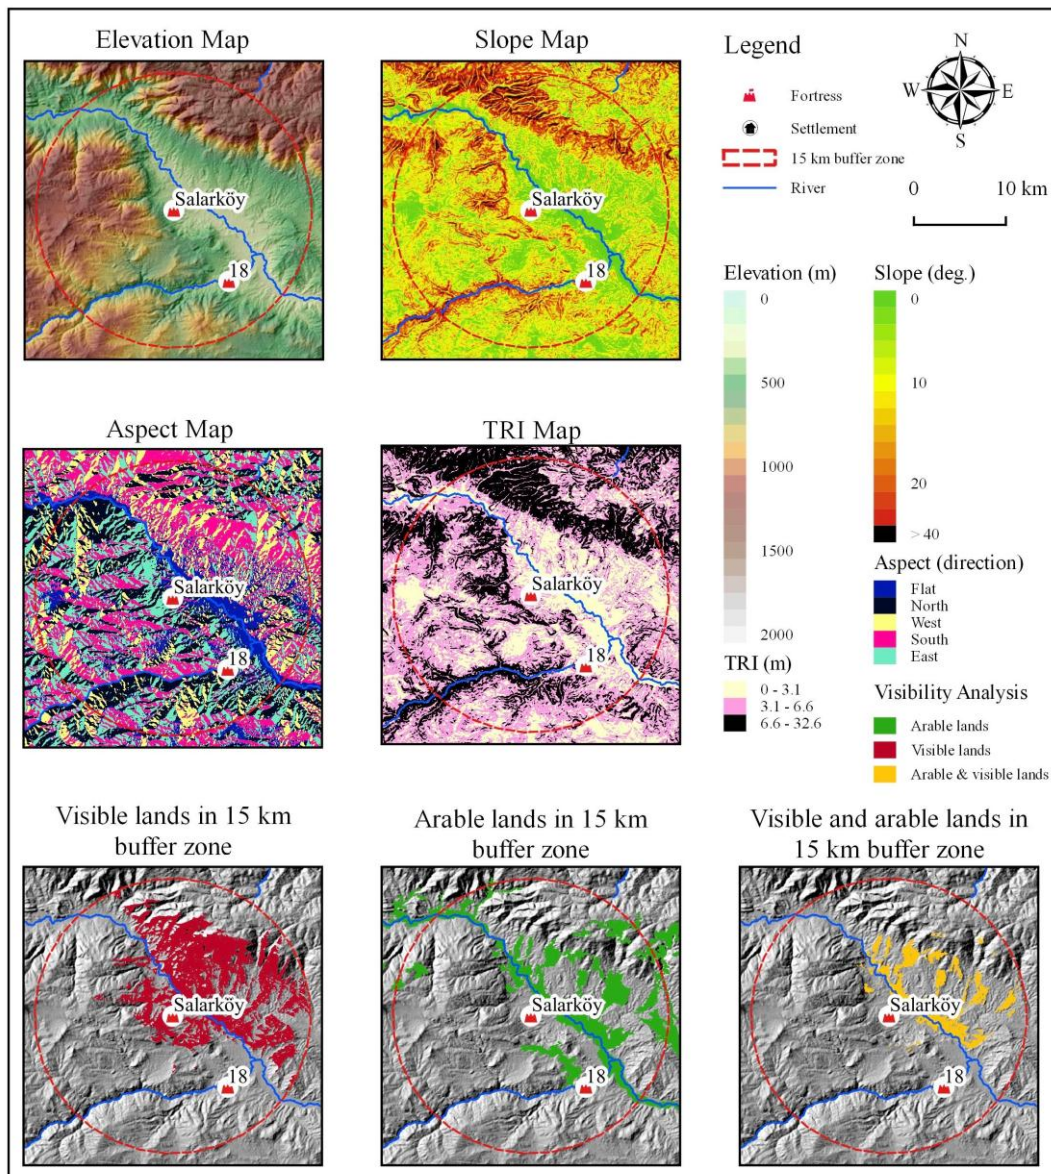 Elevation Map
Salarköy
18
Slope Map
Salarköy
18
Legend
Fortress
Settlement
15 km buffer zone
River
N
W E
S
0 10 km
Elevation (m)
0
500
1000
1500
2000
Slope (deg.)
0
10
20
> 40
Aspect Map
Salarköy
18
TRI Map
Salarköy
18
TRI (m)
0 - 3.1
3.1 - 6.6
6.6 - 32.6
Aspect (direction)
Flat
North
West
South
East
Visibility Analysis
Arable lands
Visible lands
Arable & visible lands
Visible lands in 15 km
buffer zone
Salarköy
18
Arable lands in 15 km
buffer zone
Salarköy
18
Visible and arable lands in
15 km buffer zone
Salarköy
18